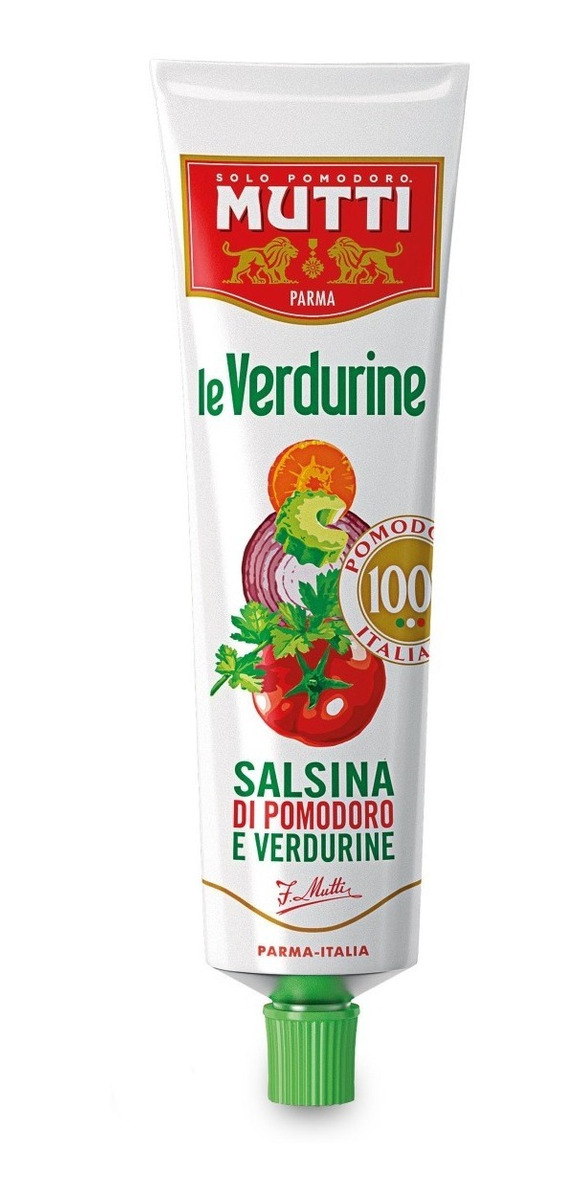 SOLO POMODORO.
MUTTI
PARMA
le Verdurine
POMODO
100
ITALIA
SALSINA
DI POMODORO
E VERDURINE
F. Mutti
PARMA-ITALIA